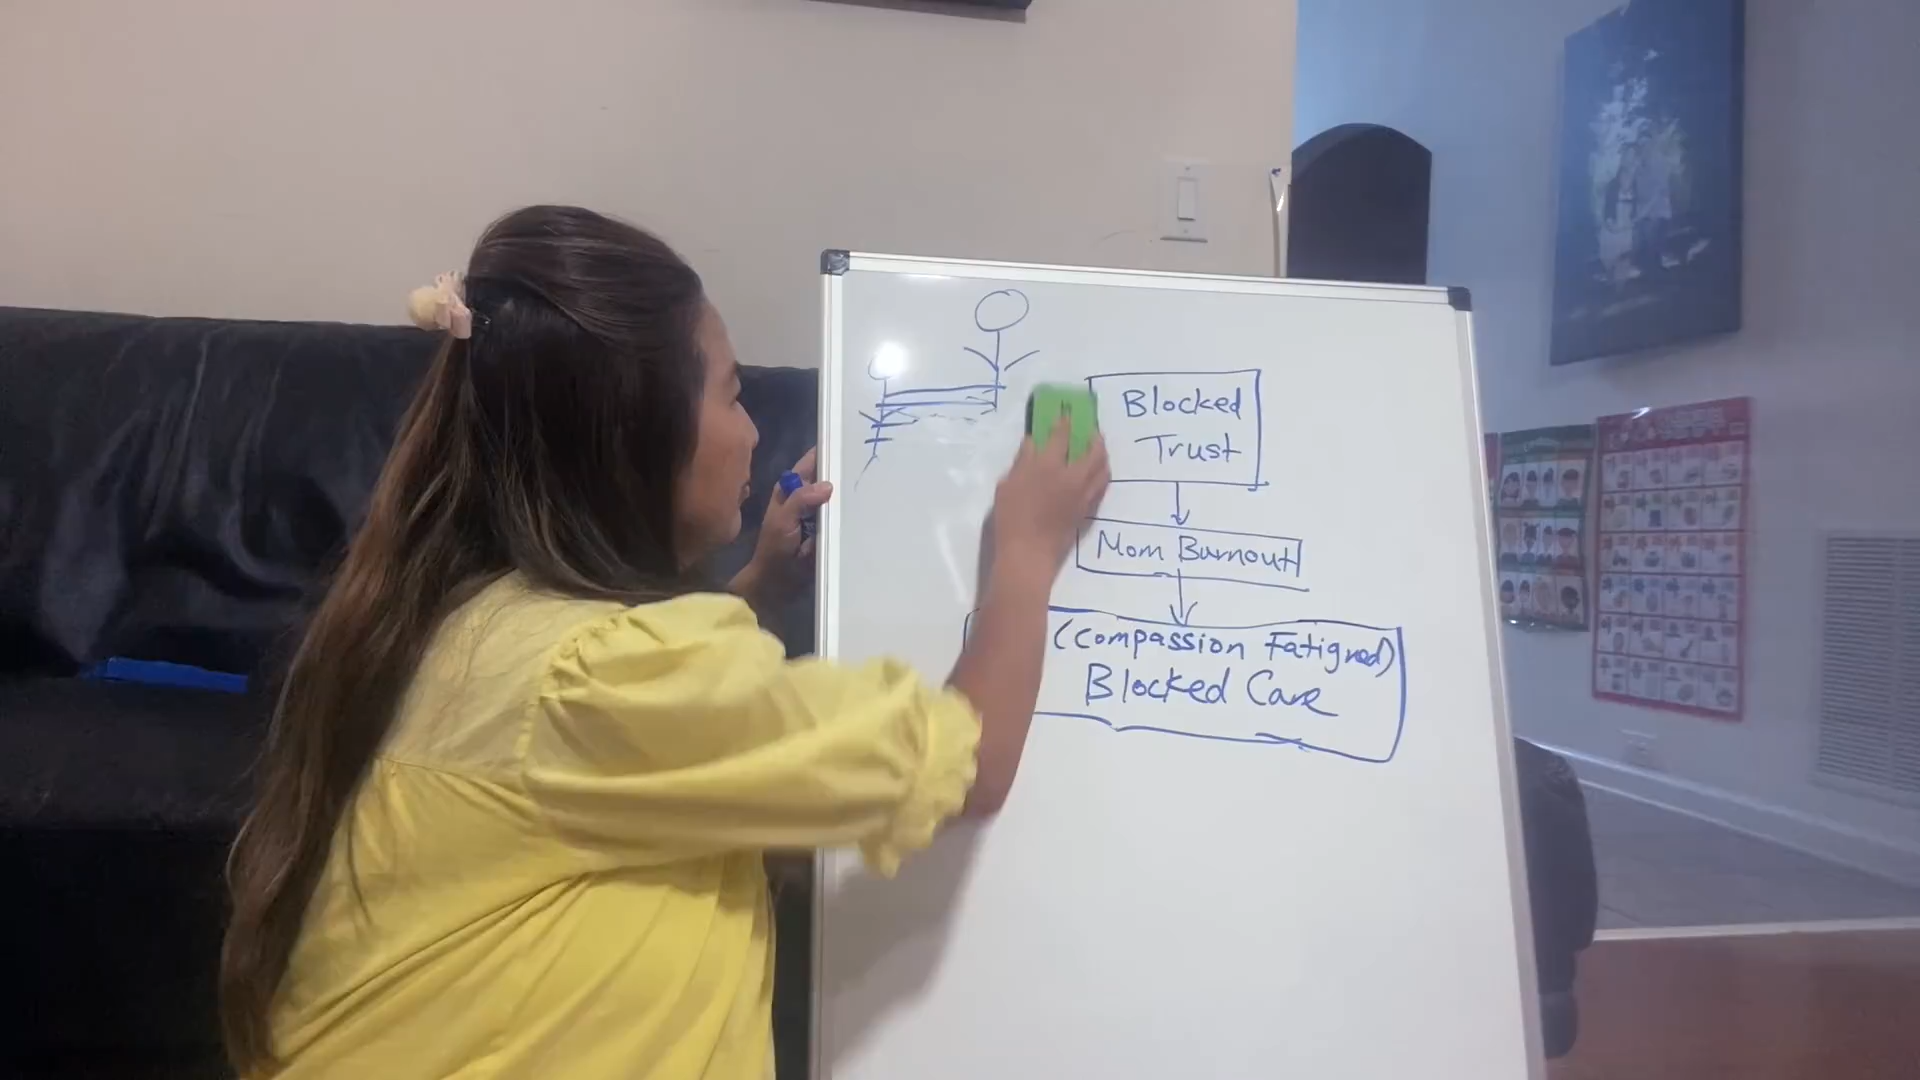 Blocked
Trust
Mom Burnout
(Compassion Fatigued)
Blocked Care